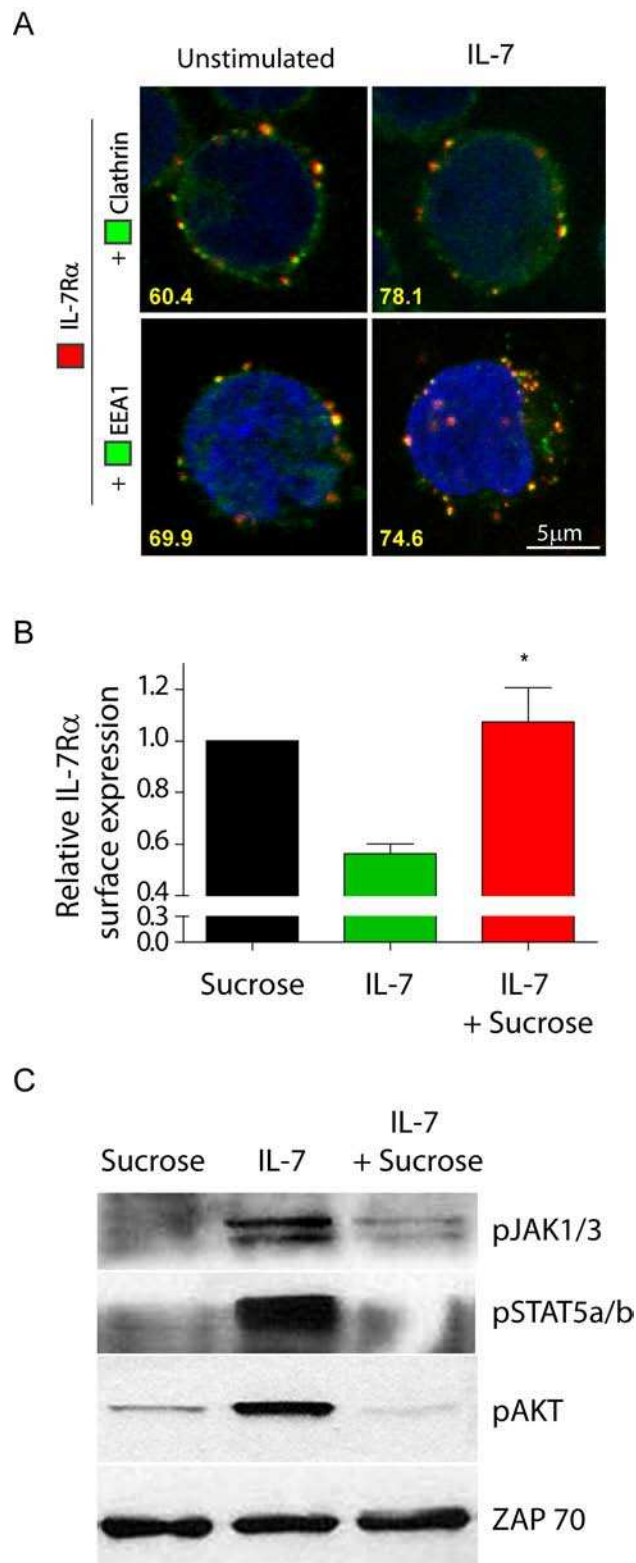 A
Unstimulated
IL-7
IL-7Rα
+ Clathrin
+ EEA1
60.4
78.1
69.9
74.6
5μm
B
Relative IL-7Rα
surface expression
1.2
1.0
0.8
0.6
0.4
0.3
0.0
*
Sucrose
IL-7
IL-7
+ Sucrose
C
Sucrose
IL-7
IL-7
+ Sucrose
pJAK1/3
pSTAT5a/b
pAKT
ZAP 70